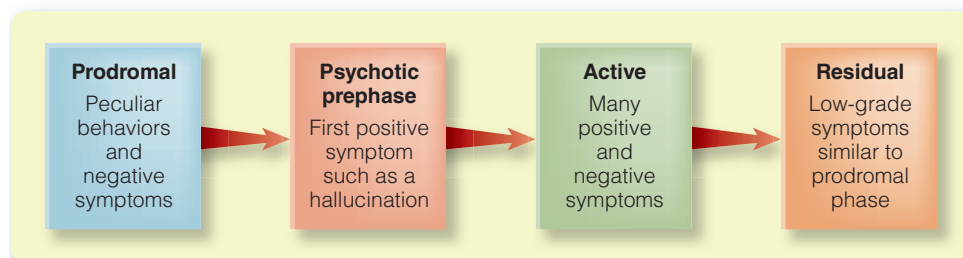 Prodromal
Peculiar
behaviors
and
negative
symptoms
Psychotic
prephase
First positive
symptom
such as a
hallucination
Active
Many
positive
and
negative
symptoms
Residual
Low-grade
symptoms
similar to
prodromal
phase